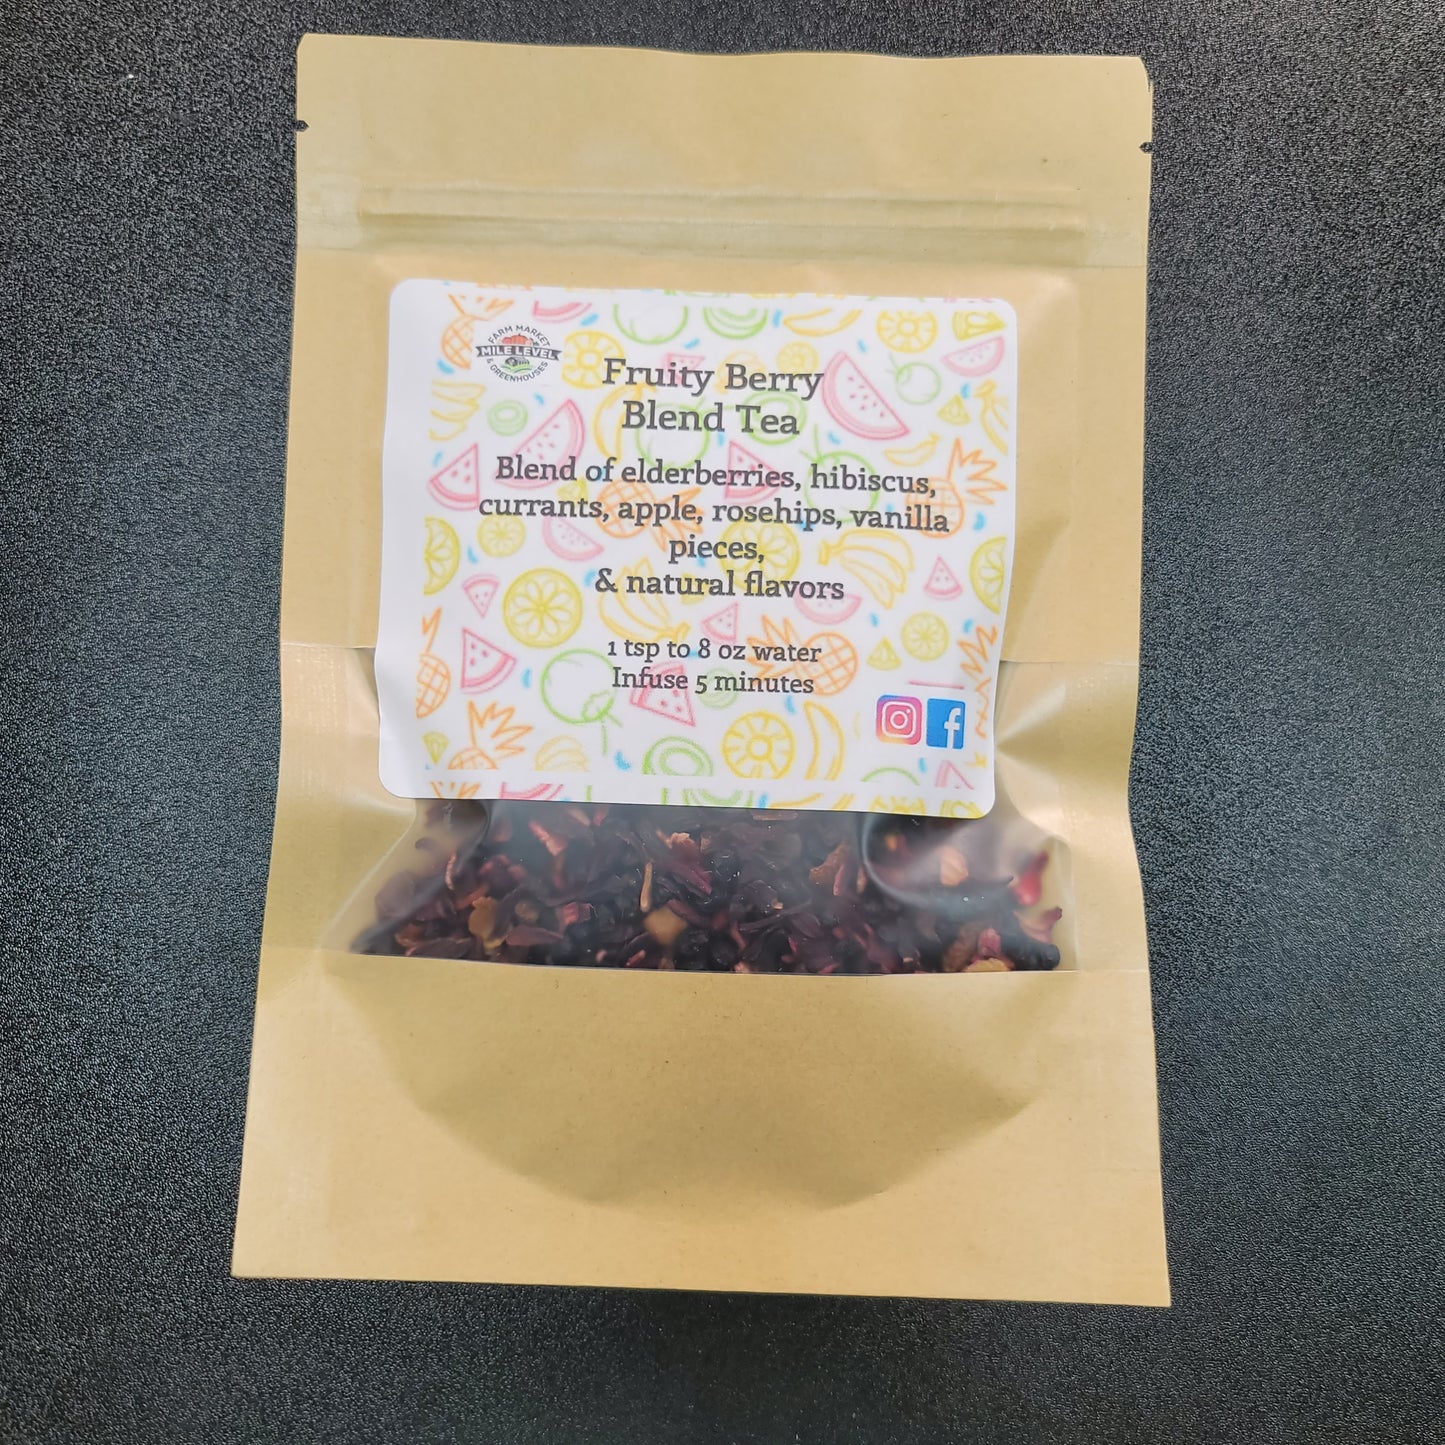 FARM MARKET
MILE LEVEL
& GREENHOUSES
Fruity Berry
Blend Tea
Blend of elderberries, hibiscus,
currants, apple, rosehips, vanilla
pieces,
& natural flavors
1 tsp to 8 oz water
Infuse 5 minutes